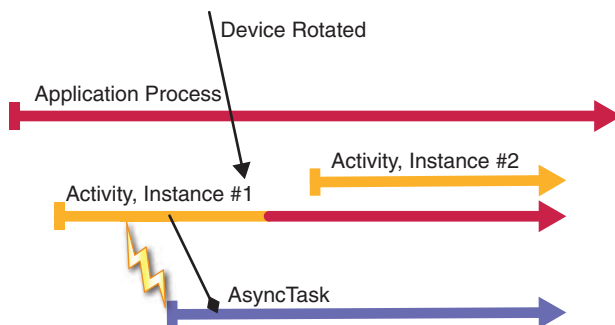 Device Rotated
Application Process
Activity, Instance #2
Activity, Instance #1
AsyncTask